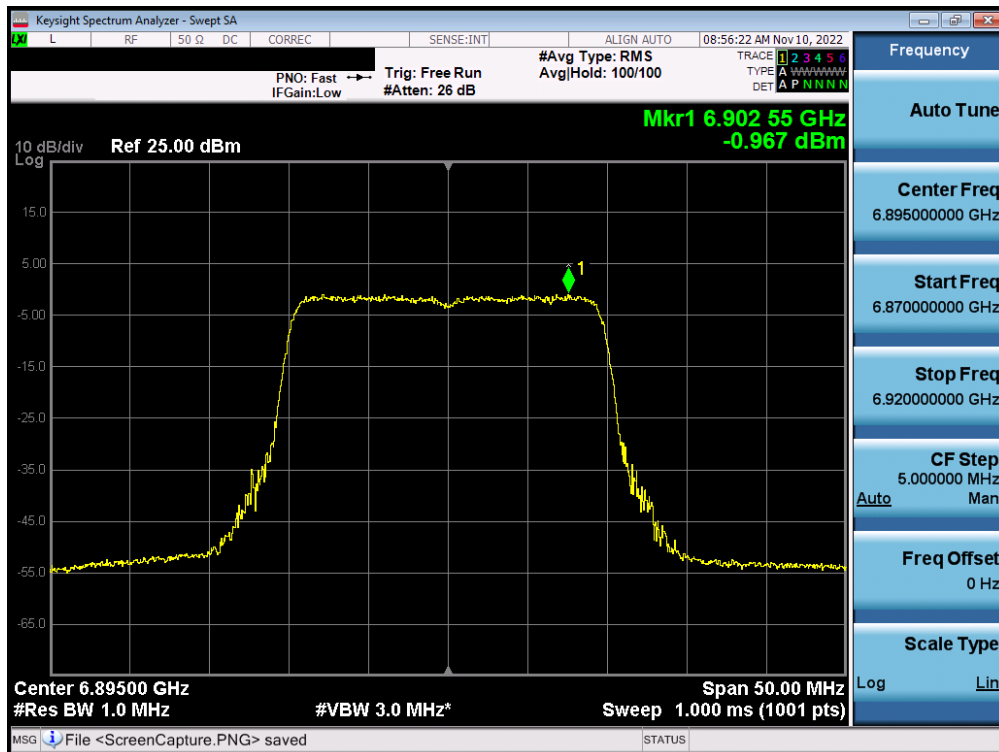 Keysight Spectrum Analyzer - Swept SA
LXI L RF 50 Ω DC CORREC SENSE:INT ALIGN AUTO 08:56:22 AM Nov 10, 2022
PNO: Fast
IFGain:Low
Trig: Free Run
#Atten: 26 dB
#Avg Type: RMS
Avg|Hold: 100/100
TRACE 1 2 3 4 5 6
TYPE A WWWWW
DET A P N N N N
Mkr1 6.902 55 GHz
-0.967 dBm
10 dB/div Ref 25.00 dBm
Log
15.0
5.00
-5.00
-15.0
-25.0
-35.0
-45.0
-55.0
-65.0
1
Center 6.89500 GHz Span 50.00 MHz
#Res BW 1.0 MHz #VBW 3.0 MHz* Sweep 1.000 ms (1001 pts)
MSG File <ScreenCapture.PNG> saved STATUS
Frequency
Auto Tune
Center Freq
6.895000000 GHz
Start Freq
6.870000000 GHz
Stop Freq
6.920000000 GHz
CF Step
5.000000 MHz
Auto Man
Freq Offset
0 Hz
Scale Type
Log Lin